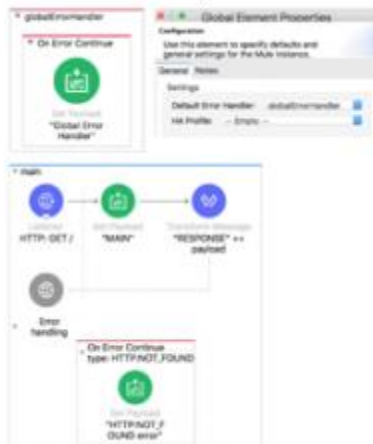 globalErrorHandler
On Error Continue
Set Payload
"Global Error
Handler"
Global Element Properties
Configuration
Use this element to specify defaults and
general settings for the Mule instance.
General Notes
Settings
Default Error Handler: globalErrorHandler
HA Profile: -- Empty --
main
Listener
HTTP: GET /
Set Payload
"MAIN"
Transform Message
"RESPONSE" ++
payload
Error
handling
On Error Continue
type: HTTP:NOT_FOUND
Set Payload
"HTTP:NOT_F
OUND error"